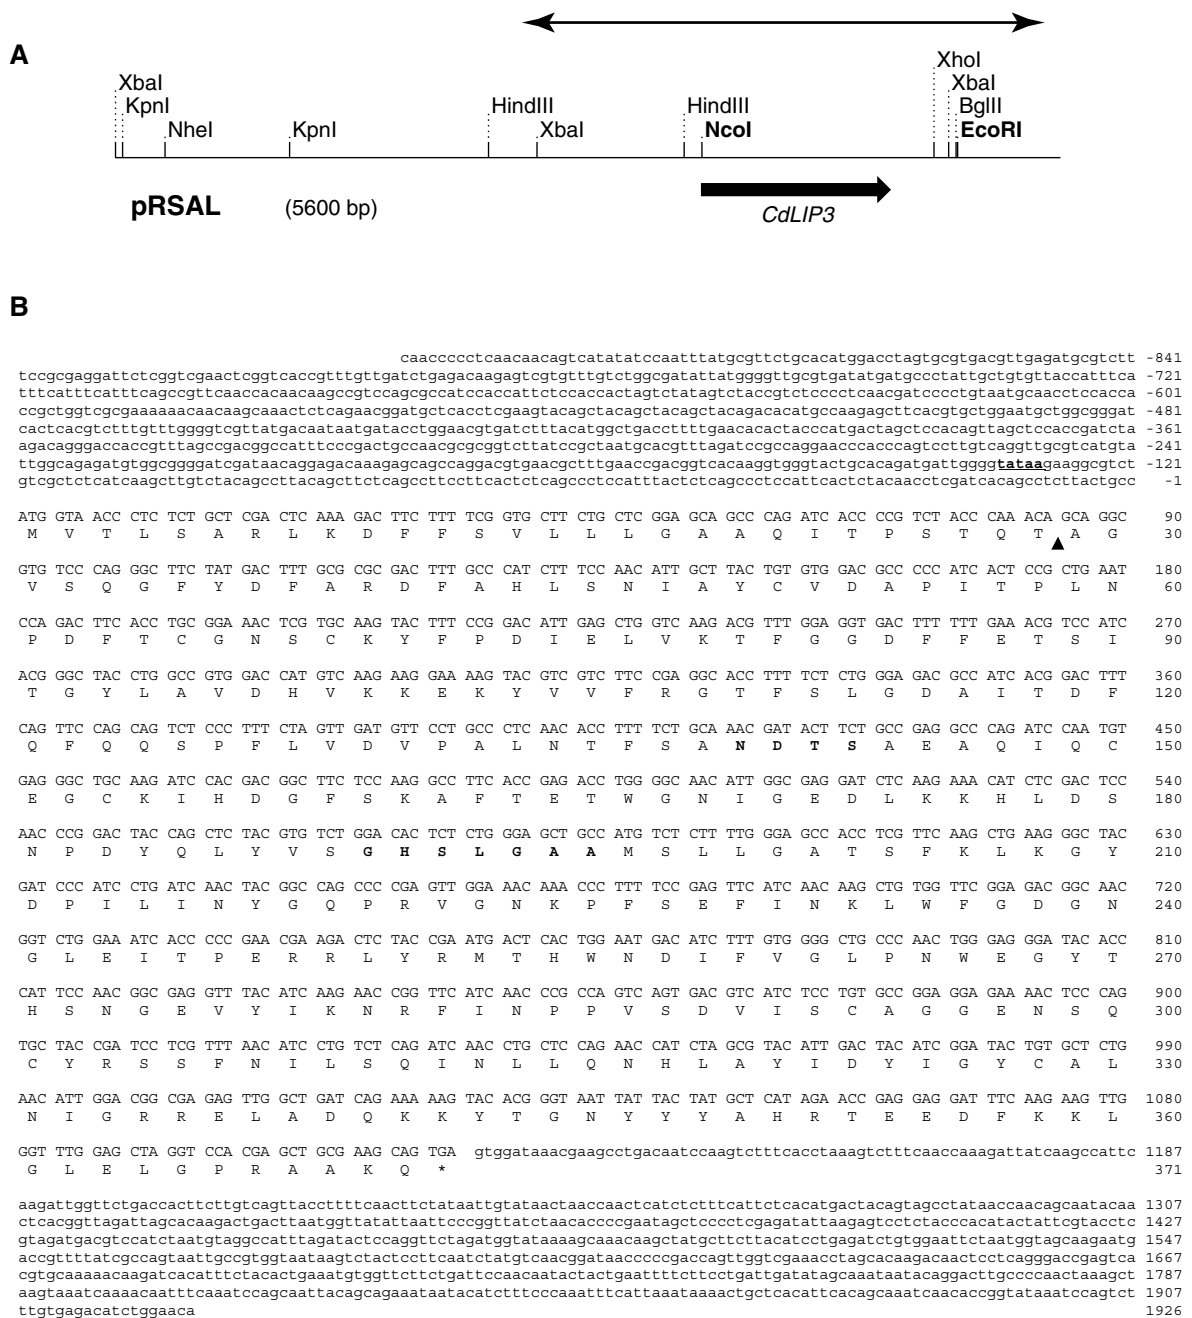 A
XbaI
KpnI
NheI
KpnI
HindIII
XbaI
HindIII
NcoI
XhoI
XbaI
BglII
EcoRI
pRSAL (5600 bp)
CdLIP3
B
caacccccctcaacaacagtcatatatccaatttatgcgttctgcacatggacctagtgcgtgacgttgagatgcgtctt -841
tccgcgaggattctcggtcgaactcggtcaccgtttgttgatctgagacaagagtcgtgtttgtctggcgatattatggggttgcgtgatatgatgccctattgctgtgttaccatttca -721
tttcatttcatttcagccgttcaaccacaacaagccgtccagcgccatccaccattctccaccactagtctatagtctaccgtctccccctcaacgatcccctgtaatgcaacctccacca -601
ccgctggtcgcgaaaaaacaacaagcaaactctcagaacggatgctcacctcgaagtacagctacagctacagctacagacacatgccaagagcttcacgtgctggaatgctggcgggat -481
cactcacgtctttgtttggggtcgttatgacaataatgatacctggaacgtgatctttacatggctgaccttttgaacacactacccatgactagctccacagttagctccaccgatcta -361
agacagggaccaccgtttagccgacggccatttcccgactgccaacgcgcggtcttatccgctaatgcacgtttagatccgccaggaacccacccagtccttgtcaggttgcgtcatgta -241
ttggcagagatgtggcggggatcgataacaggagacaaagagcagccaggacgtgaacgctttgaaccgacggtcacaaggtgggtactgcacagatgattggggtataagaaggcgtct -121
gtcgctctcatcaagcttgtctacagccttacagcttctcagccttcctcagccctccatttactctcagccctccattcactctacaacctcgatcacagcctcttactgcc -1
ATG GTA ACC CTC TCT GCT CGA CTC AAA GAC TTC TTT TCG GTG CTT CTG CTC GGA GCA GCC CAG ATC ACC CCG TCT ACC CAA ACA GCA GGC 90
M V T L S A R L K D F F S V L L L G A A Q I T P S T Q T A G 30
GTG TCC CAG GGC TTC TAT GAC TTT GCG CGC GAC TTT GCC CAT CTT TCC AAC ATT GCT TAC TGT GTG GAC GCC CCC ATC ACT CCG CTG AAT 180
V S Q G F Y D F A R D F A H L S N I A Y C V D A P I T P L N 60
CCA GAC TTC ACC TGC GGA AAC TCG TGC AAG TAC TTT CCG GAC ATT GAG CTG GTC AAG ACG TTT GGA GGT GAC TTT TTT GAA ACG TCC ATC 270
P D F T C G N S C K Y F P D I E L V K T F G G D F F E T S I 90
ACG GGC TAC CTG GCC GTG GAC CAT GTC AAG AAG GAA AAG TAC GTC GTC TTC CGA GGC ACC TTT TCT CTG GGA GAC GCC ATC ACG GAC TTT 360
T G Y L A V D H V K K E K Y V V F R G T F S L G D A I T D F 120
CAG TTC CAG CAG TCT CCC TTT CTA GTT GAT GTT CCT GCC CTC AAC ACC TTT TCT GCA AAC GAT ACT TCT GCC GAG GCC CAG ATC CAA TGT 450
Q F Q Q S P F L V D V P A L N T F S A N D T S A E A Q I Q C 150
GAG GGC TGC AAG ATC CAC GAC GGC TTC TCC AAG GCC TTC ACC GAG ACC TGG GGC AAC ATT GGC GAG GAT CTC AAG AAA CAT CTC GAC TCC 540
E G C K I H D G F S K A F T E T W G N I G E D L K K H L D S 180
AAC CCG GAC TAC CAG CTC TAC GTG TCT GGA CAC TCT CTG GGA GCT GCC ATG TCT CTT TTG GGA GCC ACC TCG TTC AAG CTG AAG GGC TAC 630
N P D Y Q L Y V S G H S L G A A M S L L G A T S F K L K G Y 210
GAT CCC ATC CTG ATC AAC TAC GGC CAG CCC CGA GTT GGA AAC AAA CCC TTT TCC GAG TTC ATC AAC AAG CTG TGG TTC GGA GAC GGC AAC 720
D P I L I N Y G Q P R V G N K P F S E F I N K L W F G D G N 240
GGT CTG GAA ATC ACC CCC GAA CGA AGA CTC TAC CGA ATG ACT CAC TGG AAT GAC ATC TTT GTG GGG CTG CCC AAC TGG GAG GGA TAC ACC 810
G L E I T P E R R L Y R M T H W N D I F V G L P N W E G Y T 270
CAT TCC AAC GGC GAG GTT TAC ATC AAG AAC CGG TTC ATC AAC CCG CCA GTC AGT GAC GTC ATC TCC TGT GCC GGA GGA GAA AAC TCC CAG 900
H S N G E V Y I K N R F I N P P V S D V I S C A G G E N S Q 300
TGC TAC CGA TCC TCG TTT AAC ATC CTG TCT CAG ATC AAC CTG CTC CAG AAC CAT CTA GCG TAC ATT GAC TAC ATC GGA TAC TGT GCT CTG 990
C Y R S S F N I L S Q I N L L Q N H L A Y I D Y I G Y C A L 330
AAC ATT GGA CGG CGA GAG TTG GCT GAT CAG AAA AAG TAC ACG GGT AAT TAT TAC TAT GCT CAT AGA ACC GAG GAG GAT TTC AAG AAG TTG 1080
N I G R R E L A D Q K K Y T G N Y Y Y A H R T E E D F K K L 360
GGT TTG GAG CTA GGT CCA CGA GCT GCG AAG CAG TGA gtggataaacgaagcctgacaatccaagtctttcacctaaagtctttcaaccaaagattatcaagccattc 1187
G L E L G P R A A K Q * 371
aagattggttctgaccacttcttgtcagttaccttttcaacttctataattgtataactaaccaactcatctctttcattctcacatgactacagtagcctataaccaacagcaatacaa 1307
ctcacggttagattagcacaagactgacttaatggttatattaattcccggttatctaacacccccgaatagctcccctcgagatattaagagtcctctacccacatactattcgtacctc 1427
gtagatgacgtccatctaatgtaggccatttagatactccaggttctagatggtataaaagcaaacaagctatgcttcttacatcctgagatctgtggaattctaatggtagcaagaatg 1547
accgttttatcgccagtaattgccgtggtaataagtctactccttcaatctatgtcaacggataaccccccgaccagttggtcgaaacctagcacaagacaactcctcagggaccgagtca 1667
cgtgcaaaaacaagatcacatttctacactgaaatgtggttcttctgattccaacaatactactgaattttcttcctgattgatatagcaaataatacaggacttgccccaactaaagct 1787
aagtaaatcaaaacaatttcaaatccagcaattacagcagaaataatacatctttcccaaatttcattaaataaaactgctcacattcacagcaaatcaacaccggtataaatccagtct 1907
ttgtgagacatctggaaca 1926